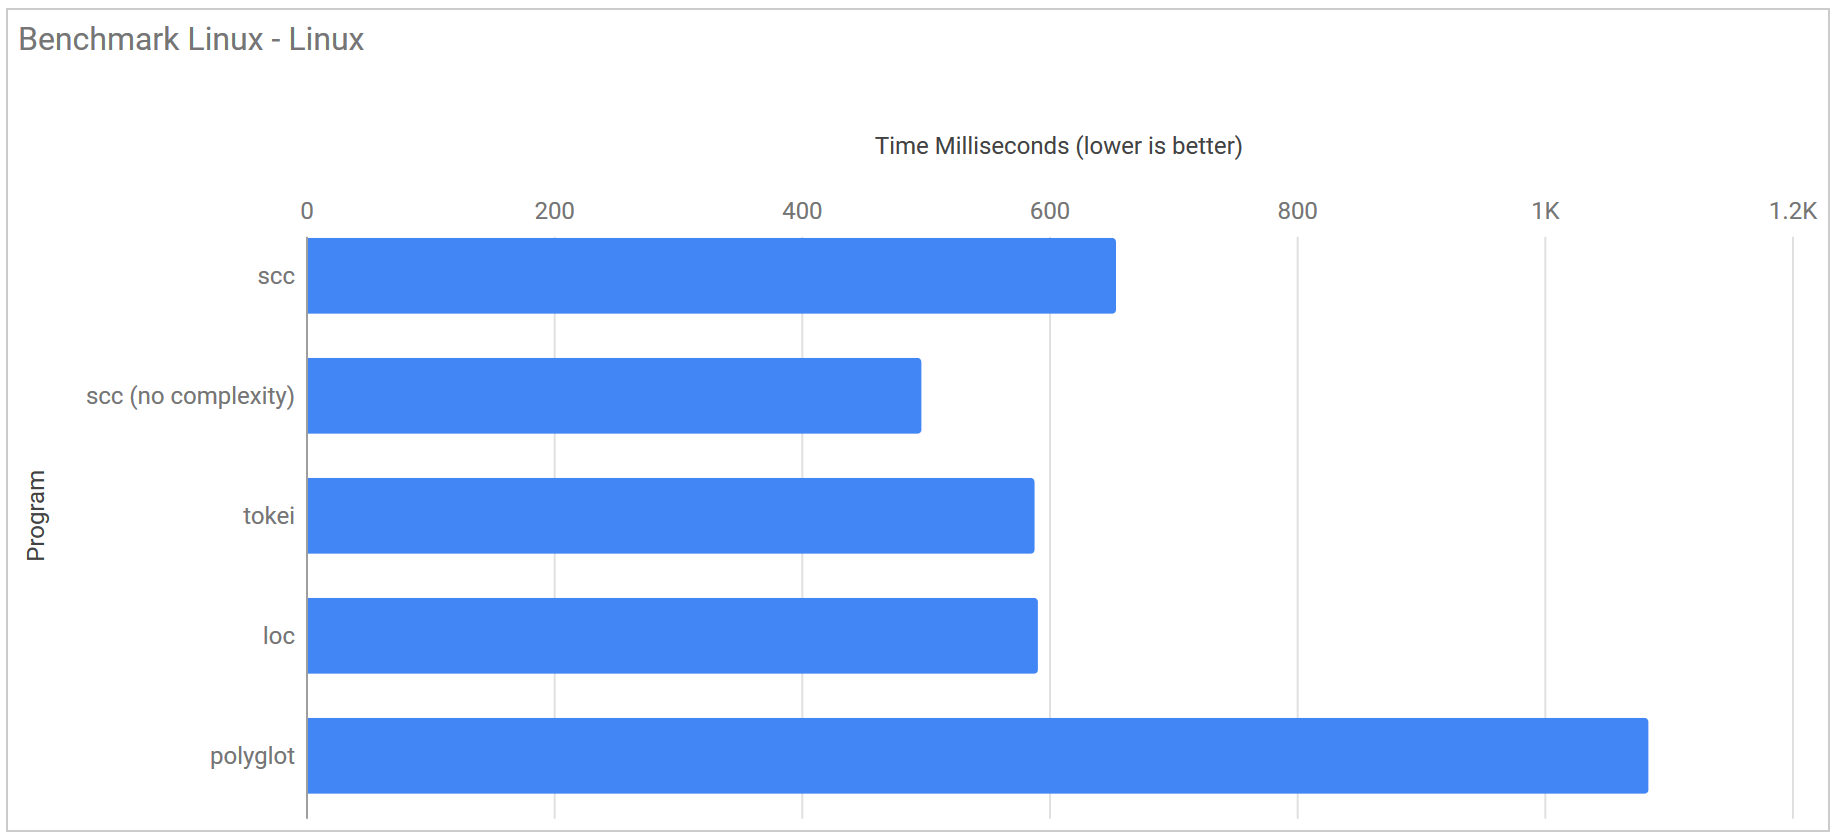 Benchmark Linux - Linux
Time Milliseconds (lower is better)
0 200 400 600 800 1K 1.2K
scc
scc (no complexity)
tokei
loc
polyglot
Program